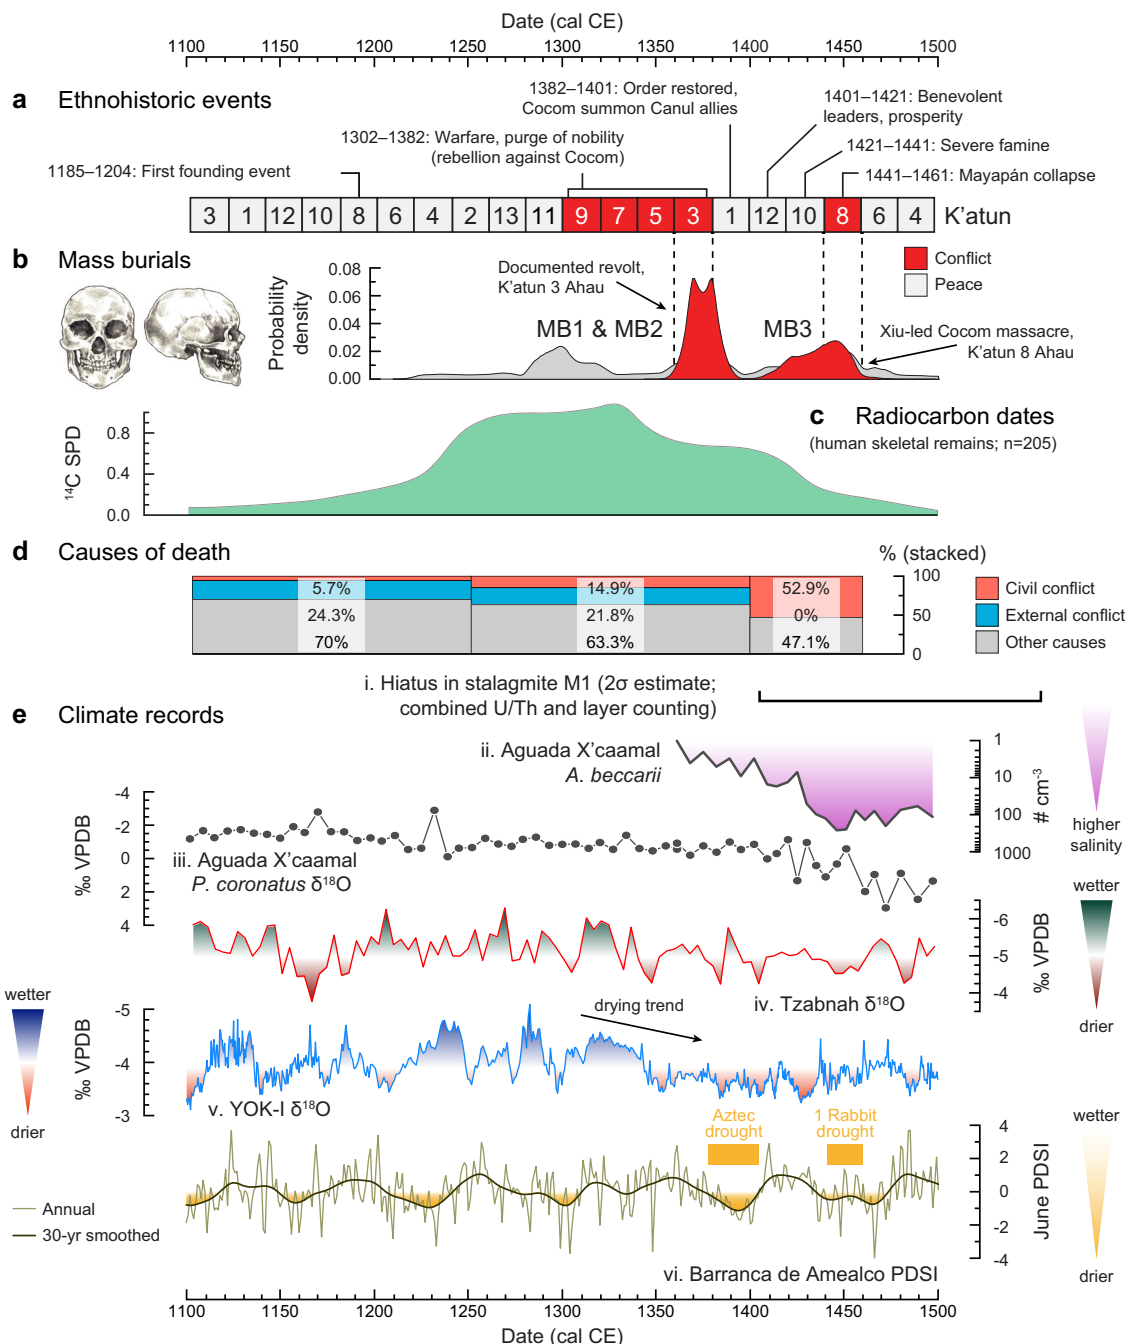 Date (cal CE)
1100 1150 1200 1250 1300 1350 1400 1450 1500
a Ethnohistoric events
1382–1401: Order restored,
Cocom summon Canul allies
1401–1421: Benevolent
leaders, prosperity
1302–1382: Warfare, purge of nobility
(rebellion against Cocom)
1421–1441: Severe famine
1185–1204: First founding event
1441–1461: Mayapán collapse
3 1 12 10 8 6 4 2 13 11 9 7 5 3 1 12 10 8 6 4 K'atun
b Mass burials
Conflict
Peace
Probability
density
0.08
0.06
0.04
0.02
0.00
Documented revolt,
K'atun 3 Ahau
MB1 & MB2
MB3
Xiu-led Cocom massacre,
K'atun 8 Ahau
c Radiocarbon dates
(human skeletal remains; n=205)
14C SPD
0.8
0.4
0.0
d Causes of death
% (stacked)
5.7% 14.9% 52.9%
24.3% 21.8% 0%
70% 63.3% 47.1%
100
50
0
Civil conflict
External conflict
Other causes
i. Hiatus in stalagmite M1 (2σ estimate;
combined U/Th and layer counting)
e Climate records
ii. Aguada X'caamal
A. beccarii
1
10
100
1000
# cm-3
higher
salinity
‰ VPDB
-4
-2
0
2
4
iii. Aguada X'caamal
P. coronatus δ18O
wetter
-6
-5
-4
‰ VPDB
drier
iv. Tzabnah δ18O
wetter
drier
‰ VPDB
-5
-4
-3
drying trend
v. YOK-I δ18O
Aztec
drought
1 Rabbit
drought
wetter
4
2
0
-2
-4
June PDSI
drier
Annual
30-yr smoothed
vi. Barranca de Amealco PDSI
1100 1150 1200 1250 1300 1350 1400 1450 1500
Date (cal CE)